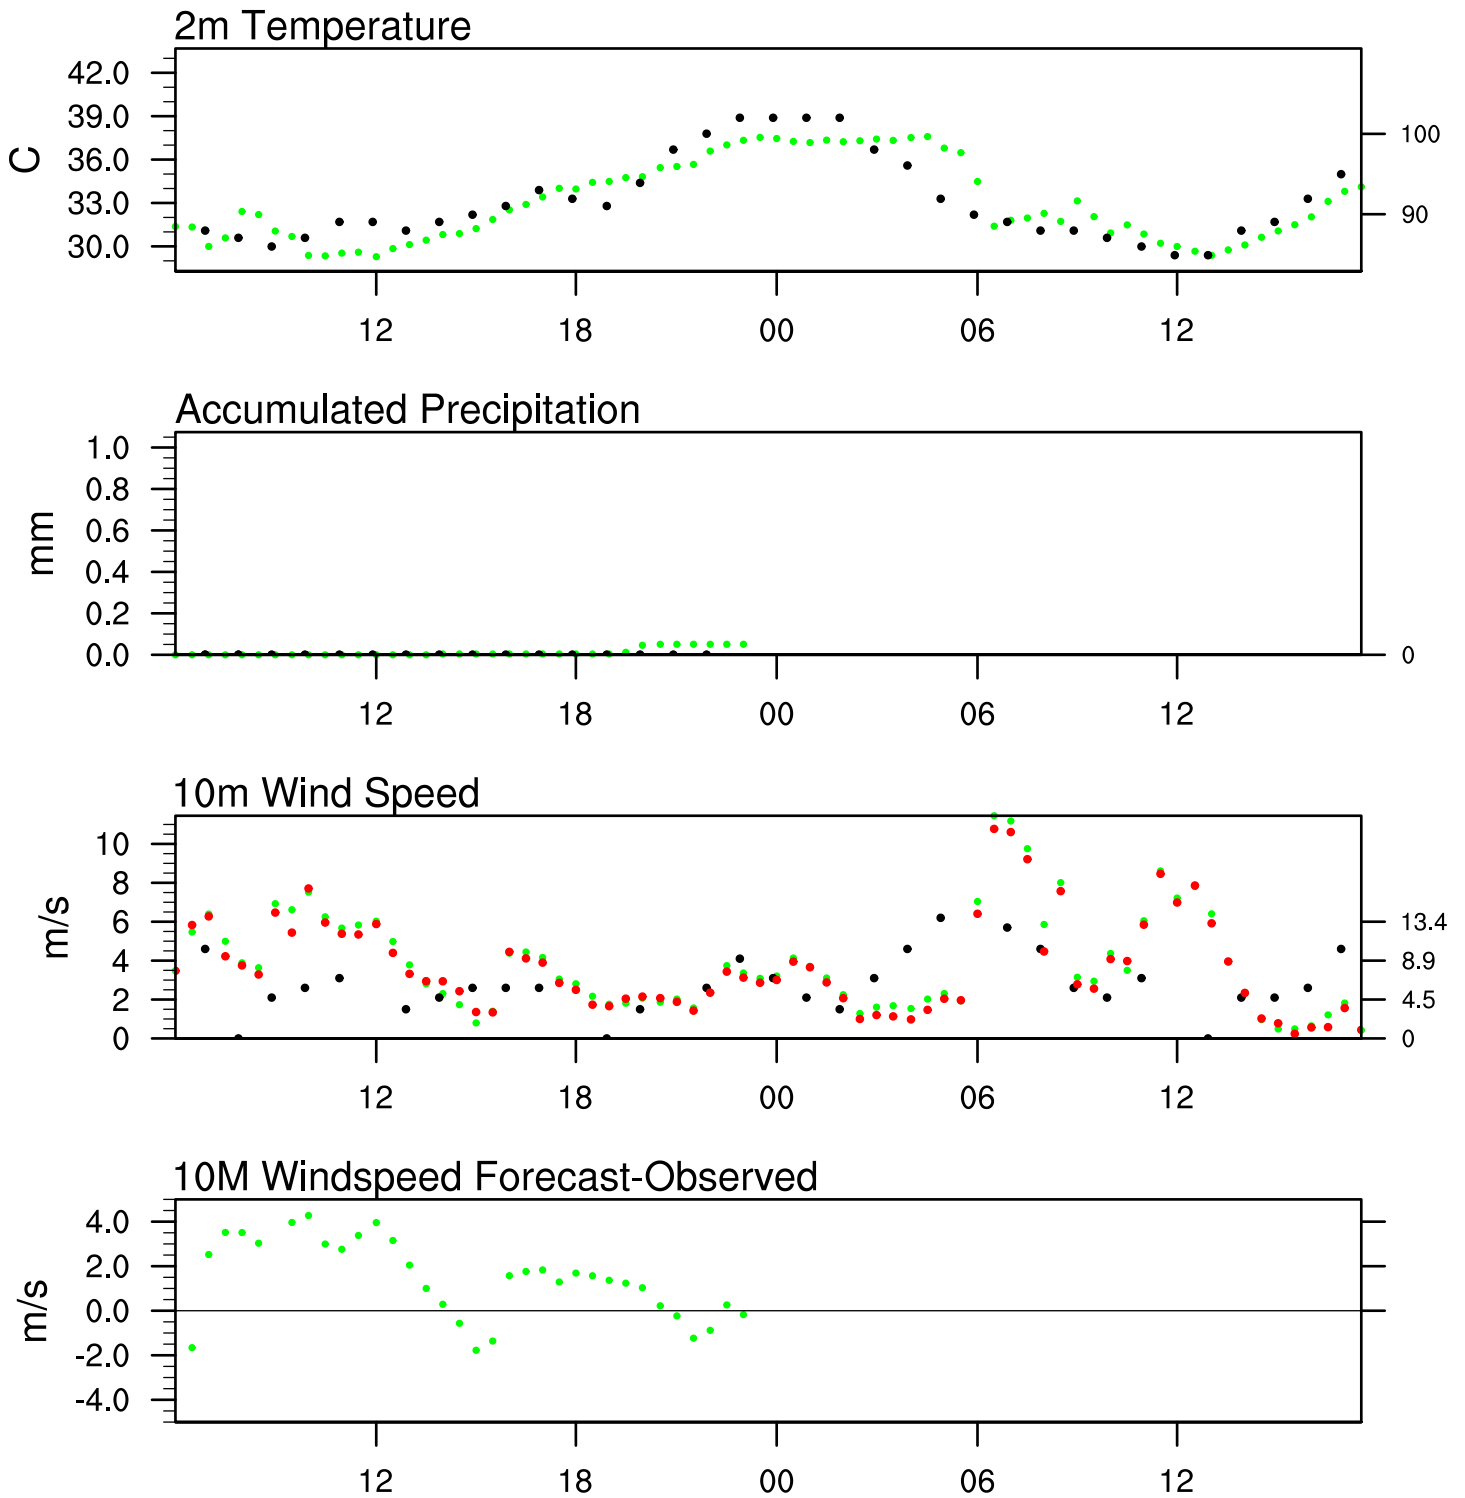 2m Temperature
42.0
39.0
36.0
33.0
30.0
C
100
90
12 18 00 06 12
Accumulated Precipitation
1.0
0.8
0.6
0.4
0.2
0.0
mm
0
12 18 00 06 12
10m Wind Speed
10
8
6
4
2
0
m/s
13.4
8.9
4.5
0
12 18 00 06 12
10M Windspeed Forecast-Observed
4.0
2.0
0.0
-2.0
-4.0
m/s
12 18 00 06 12